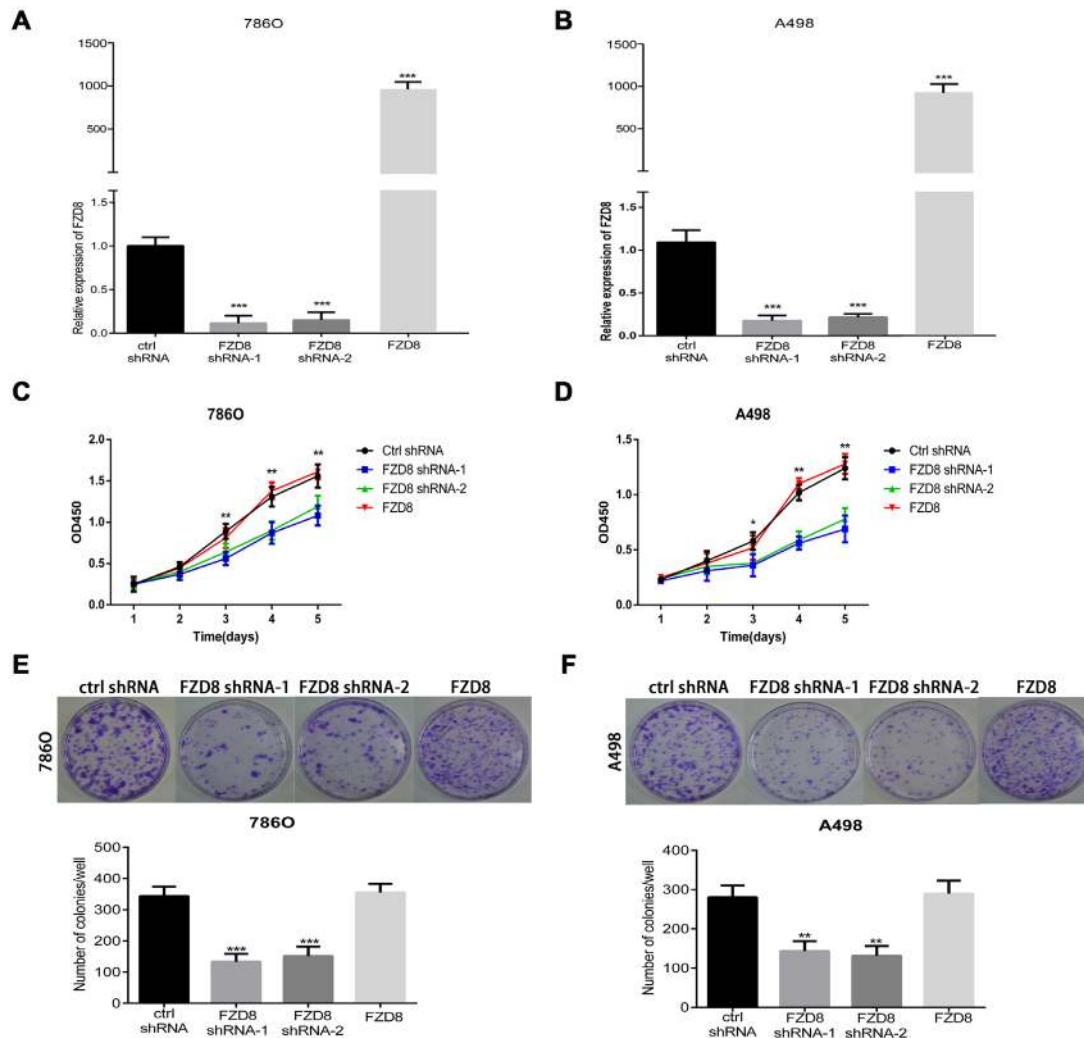 A
786O
1500
1000
500
1.5
1.0
0.5
0.0
Relative expression of FZD8
***
***
***
ctrl
shRNA
FZD8
shRNA-1
FZD8
shRNA-2
FZD8
B
A498
1500
1000
500
1.5
1.0
0.5
0.0
Relative expression of FZD8
***
***
***
ctrl
shRNA
FZD8
shRNA-1
FZD8
shRNA-2
FZD8
C
786O
2.0
1.5
1.0
0.5
0.0
OD450
**
**
**
1 2 3 4 5
Time(days)
Ctrl shRNA
FZD8 shRNA-1
FZD8 shRNA-2
FZD8
D
A498
1.5
1.0
0.5
0.0
OD450
*
**
**
1 2 3 4 5
Time(days)
Ctrl shRNA
FZD8 shRNA-1
FZD8 shRNA-2
FZD8
E
ctrl shRNA FZD8 shRNA-1 FZD8 shRNA-2 FZD8
786O
786O
400
300
200
100
0
Number of colonies/well
***
***
ctrl
shRNA
FZD8
shRNA-1
FZD8
shRNA-2
FZD8
F
ctrl shRNA FZD8 shRNA-1 FZD8 shRNA-2 FZD8
A498
A498
400
300
200
100
0
Number of colonies/well
**
**
ctrl
shRNA
FZD8
shRNA-1
FZD8
shRNA-2
FZD8